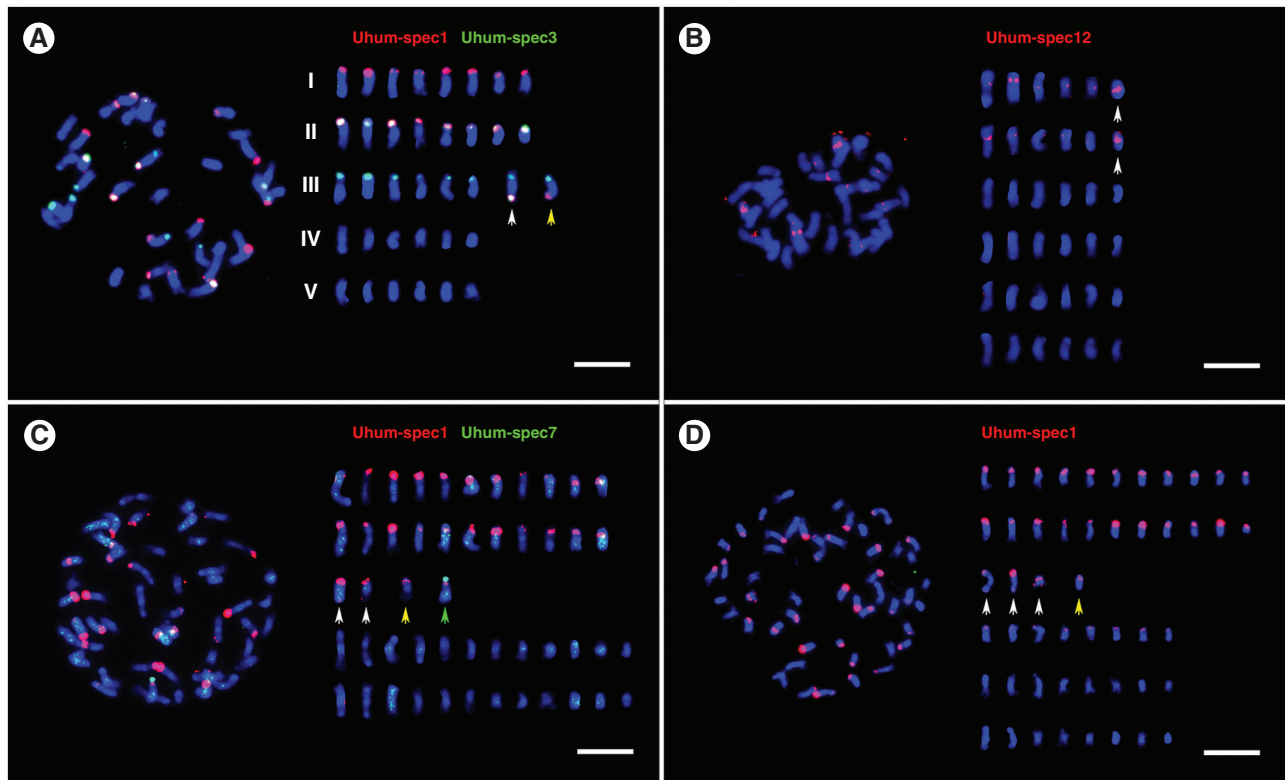 A
Uhum-spec1 Uhum-spec3
I
II
III
IV
V
B
Uhum-spec12
C
Uhum-spec1 Uhum-spec7
D
Uhum-spec1